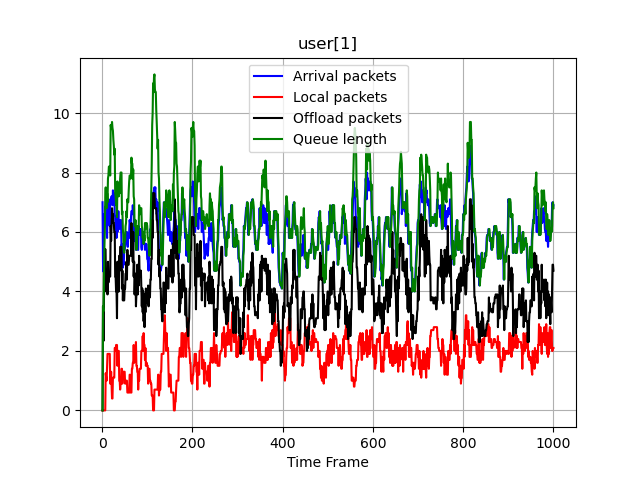 user[1]
Arrival packets
Local packets
Offload packets
Queue length
10
8
6
4
2
0
0 200 400 600 800 1000
Time Frame